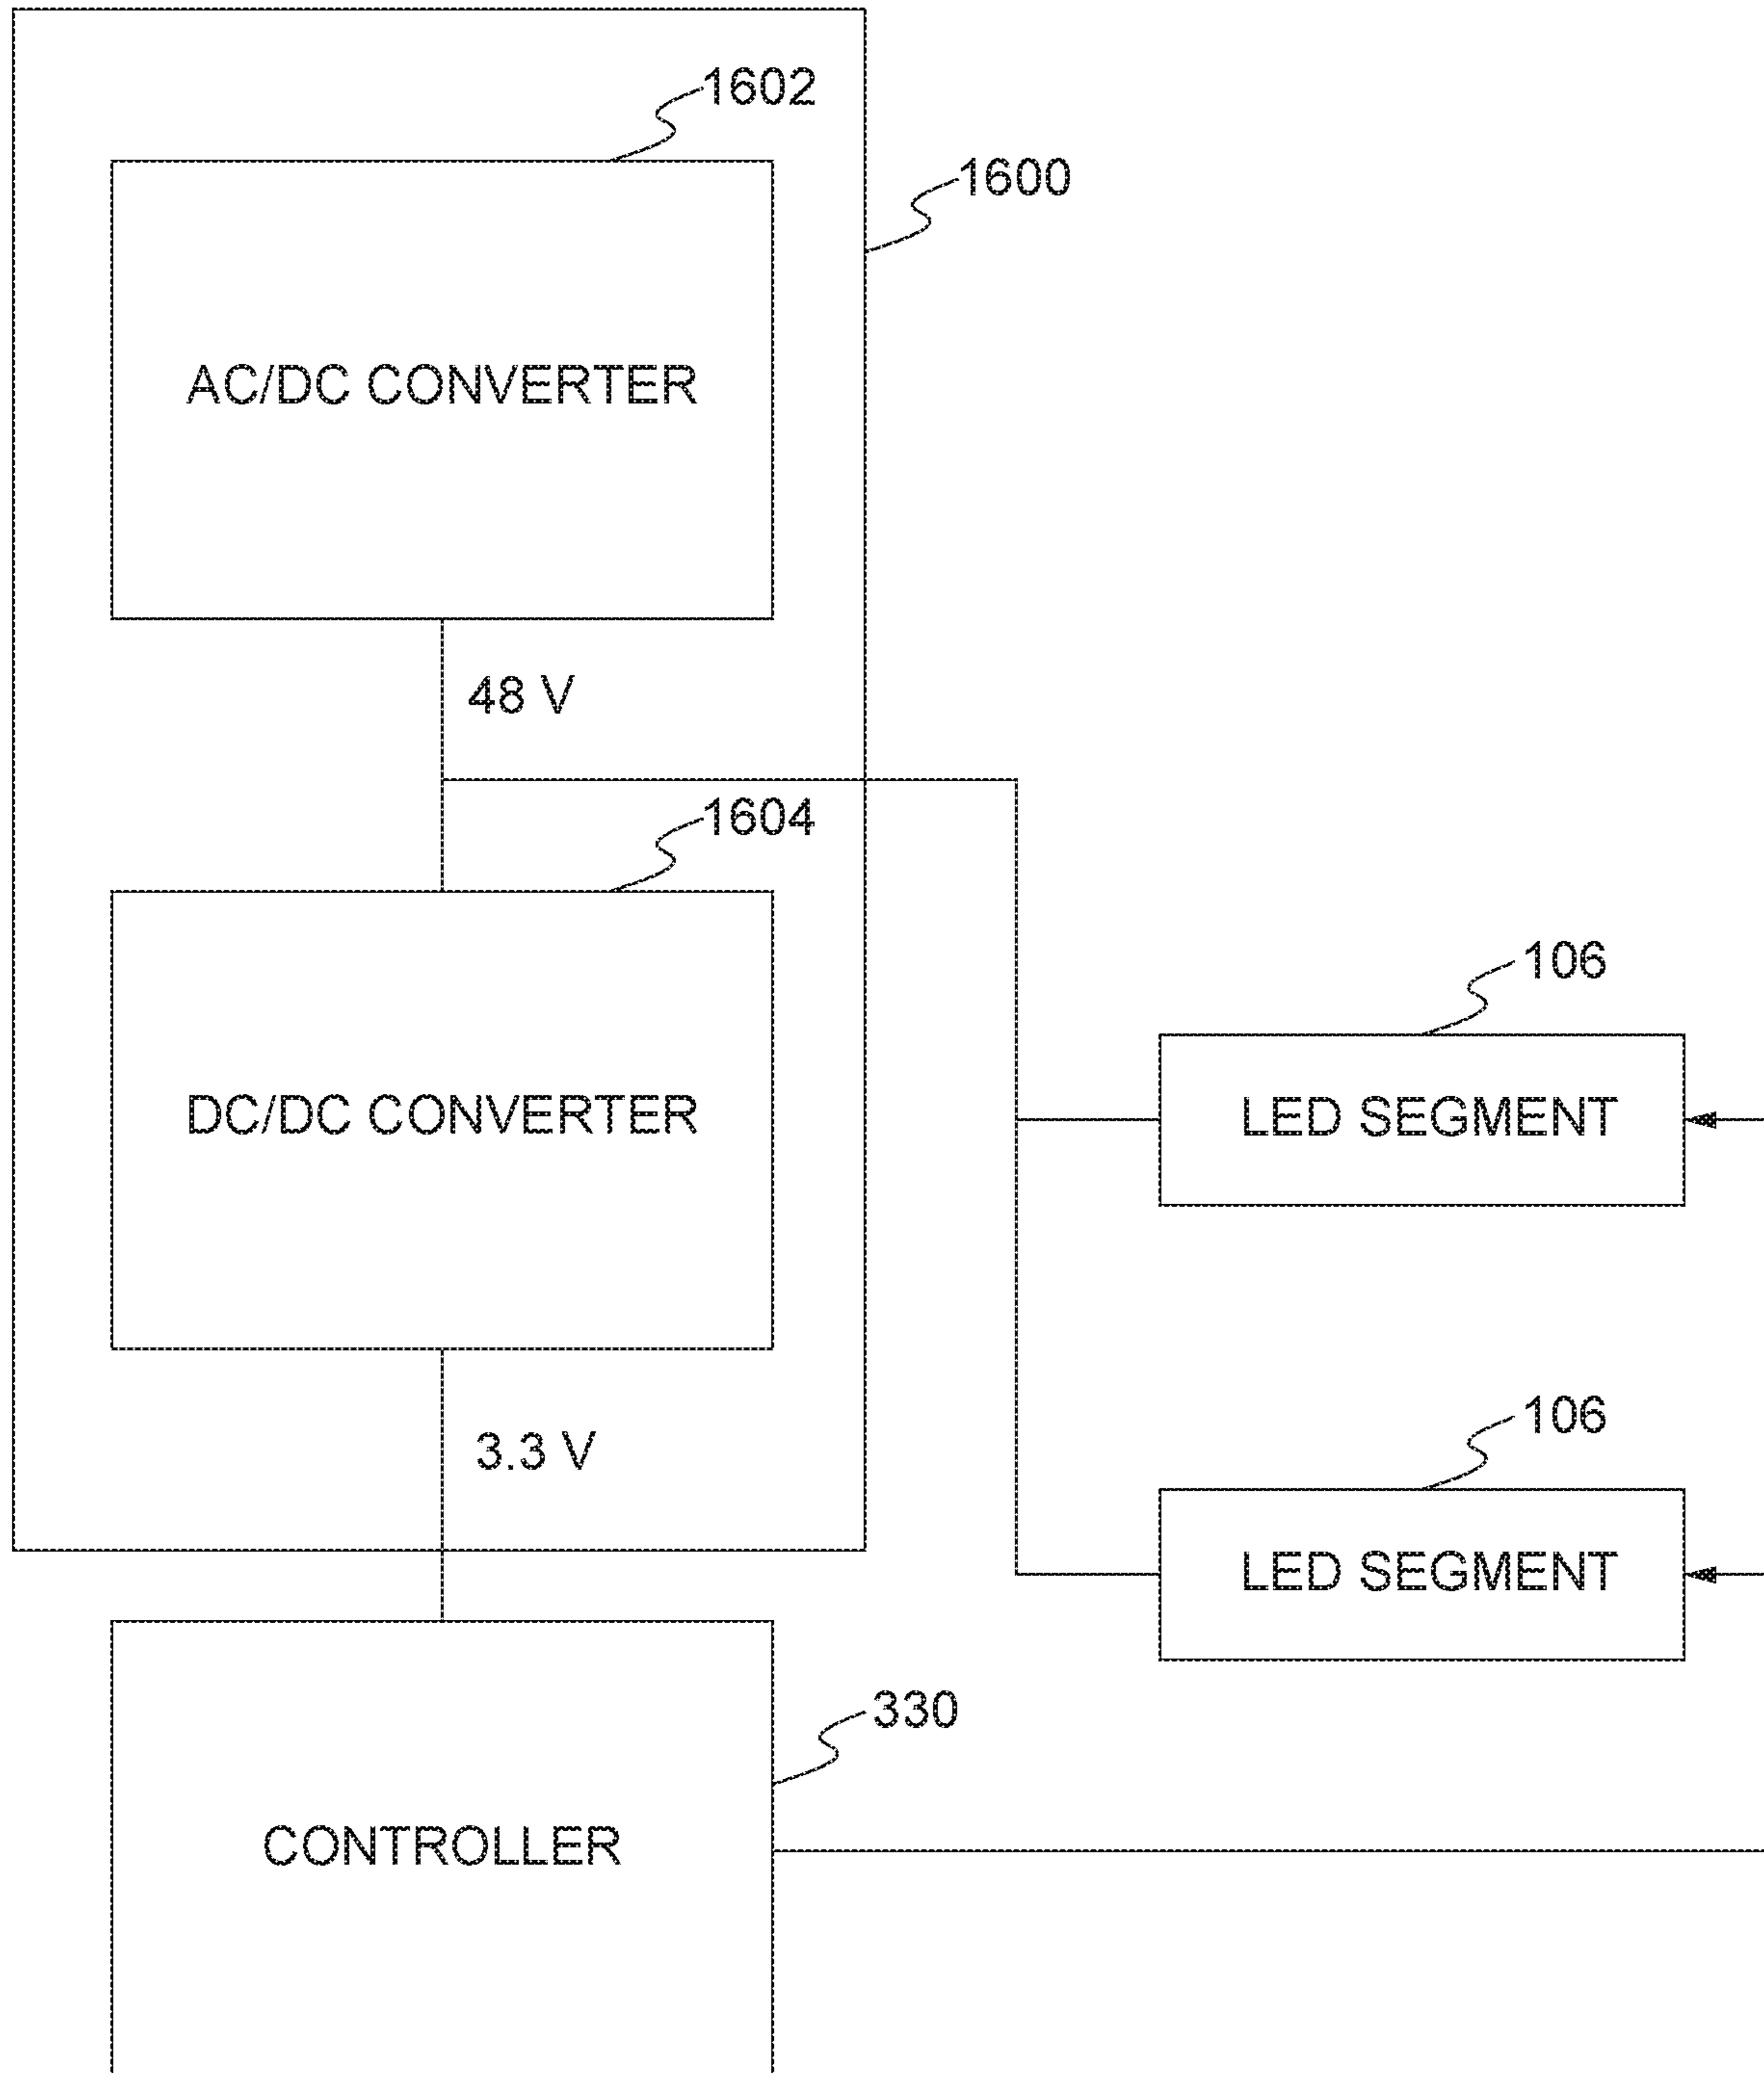 1602
1600
AC/DC CONVERTER
48 V
1604
106
DC/DC CONVERTER
LED SEGMENT
106
3.3 V
LED SEGMENT
330
CONTROLLER